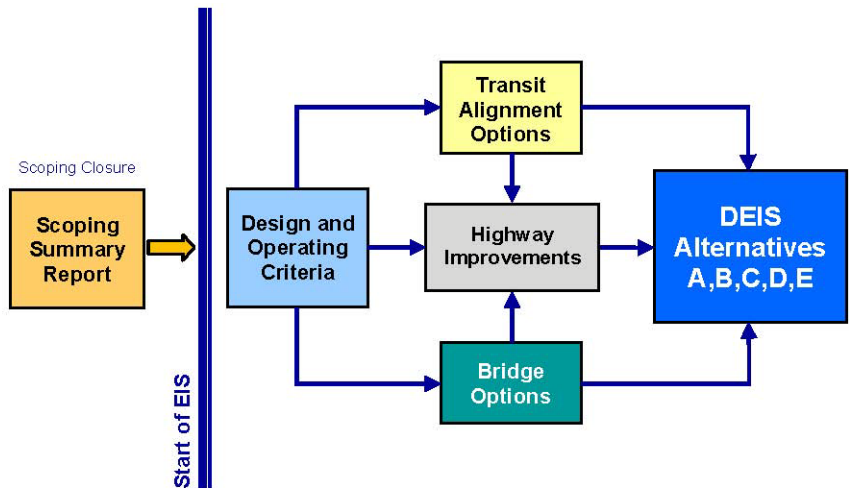 Scoping Closure
Scoping
Summary
Report
Start of EIS
Design and
Operating
Criteria
Transit
Alignment
Options
Highway
Improvements
Bridge
Options
DEIS
Alternatives
A,B,C,D,E